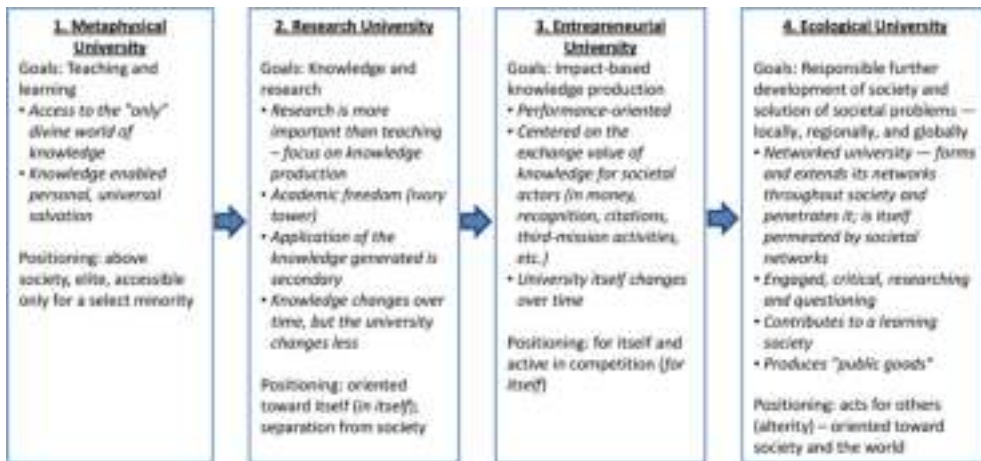 1. Metaphysical
University
Goals: Teaching and
learning
• Access to the "only"
divine world of
knowledge
• Knowledge enabled
personal, universal
salvation
Positioning: above
society, elite, accessible
only for a select minority
2. Research University
Goals: Knowledge and
research
• Research is more
important than teaching
– focus on knowledge
production
• Academic freedom (ivory
tower)
• Application of the
knowledge generated is
secondary
• Knowledge changes over
time, but the university
changes less
Positioning: oriented
toward itself (in itself);
separation from society
3. Entrepreneurial
University
Goals: Impact-based
knowledge production
• Performance-oriented
• Centered on the
exchange value of
knowledge for societal
actors (in money,
recognition, citations,
third-mission activities,
etc.)
• University itself changes
over time
Positioning: for itself and
active in competition (for
itself)
4. Ecological University
Goals: Responsible further
development of society and
solution of societal problems —
locally, regionally, and globally
• Networked university — forms
and extends its networks
throughout society and
penetrates it; is itself
permeated by societal
networks
• Engaged, critical, researching
and questioning
• Contributes to a learning
society
• Produces "public goods"
Positioning: acts for others
(alterity) – oriented toward
society and the world